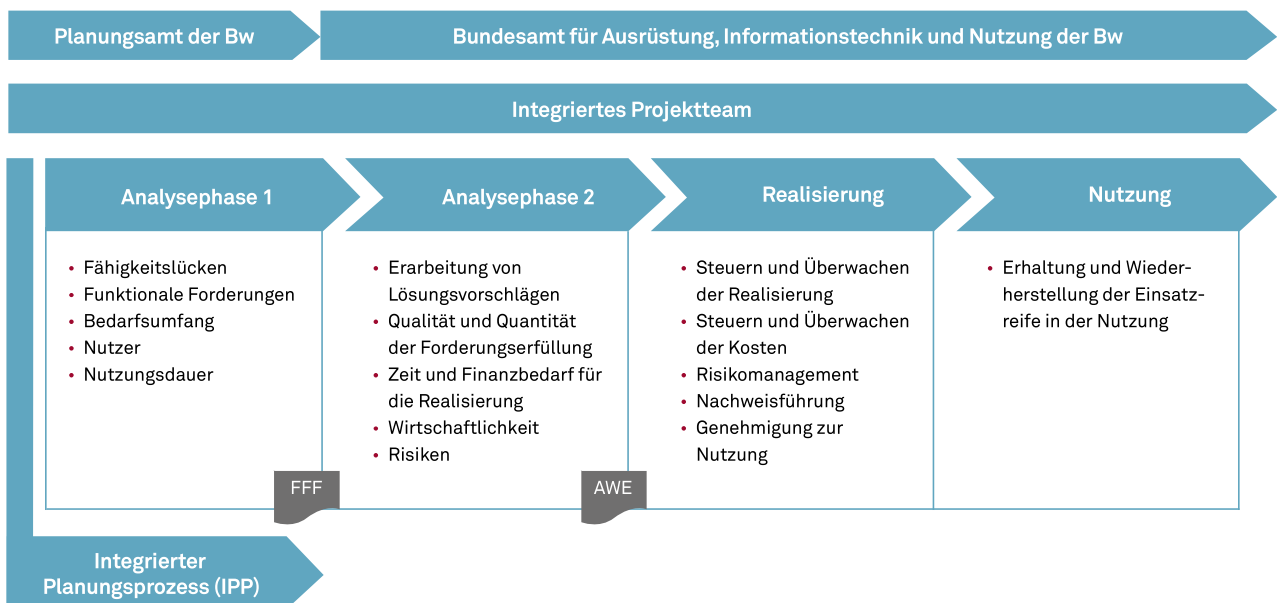 Planungsamt der Bw
Bundesamt für Ausrüstung, Informationstechnik und Nutzung der Bw
Integriertes Projektteam
Analysephase 1
• Fähigkeitslücken
• Funktionale Forderungen
• Bedarfsumfang
• Nutzer
• Nutzungsdauer
FFF
Analysephase 2
• Erarbeitung von
Lösungsvorschlägen
• Qualität und Quantität
der Forderungserfüllung
• Zeit und Finanzbedarf für
die Realisierung
• Wirtschaftlichkeit
• Risiken
AWE
Realisierung
• Steuern und Überwachen
der Realisierung
• Steuern und Überwachen
der Kosten
• Risikomanagement
• Nachweisführung
• Genehmigung zur
Nutzung
Nutzung
• Erhaltung und Wieder-
herstellung der Einsatz-
reife in der Nutzung
Integrierter
Planungsprozess (IPP)